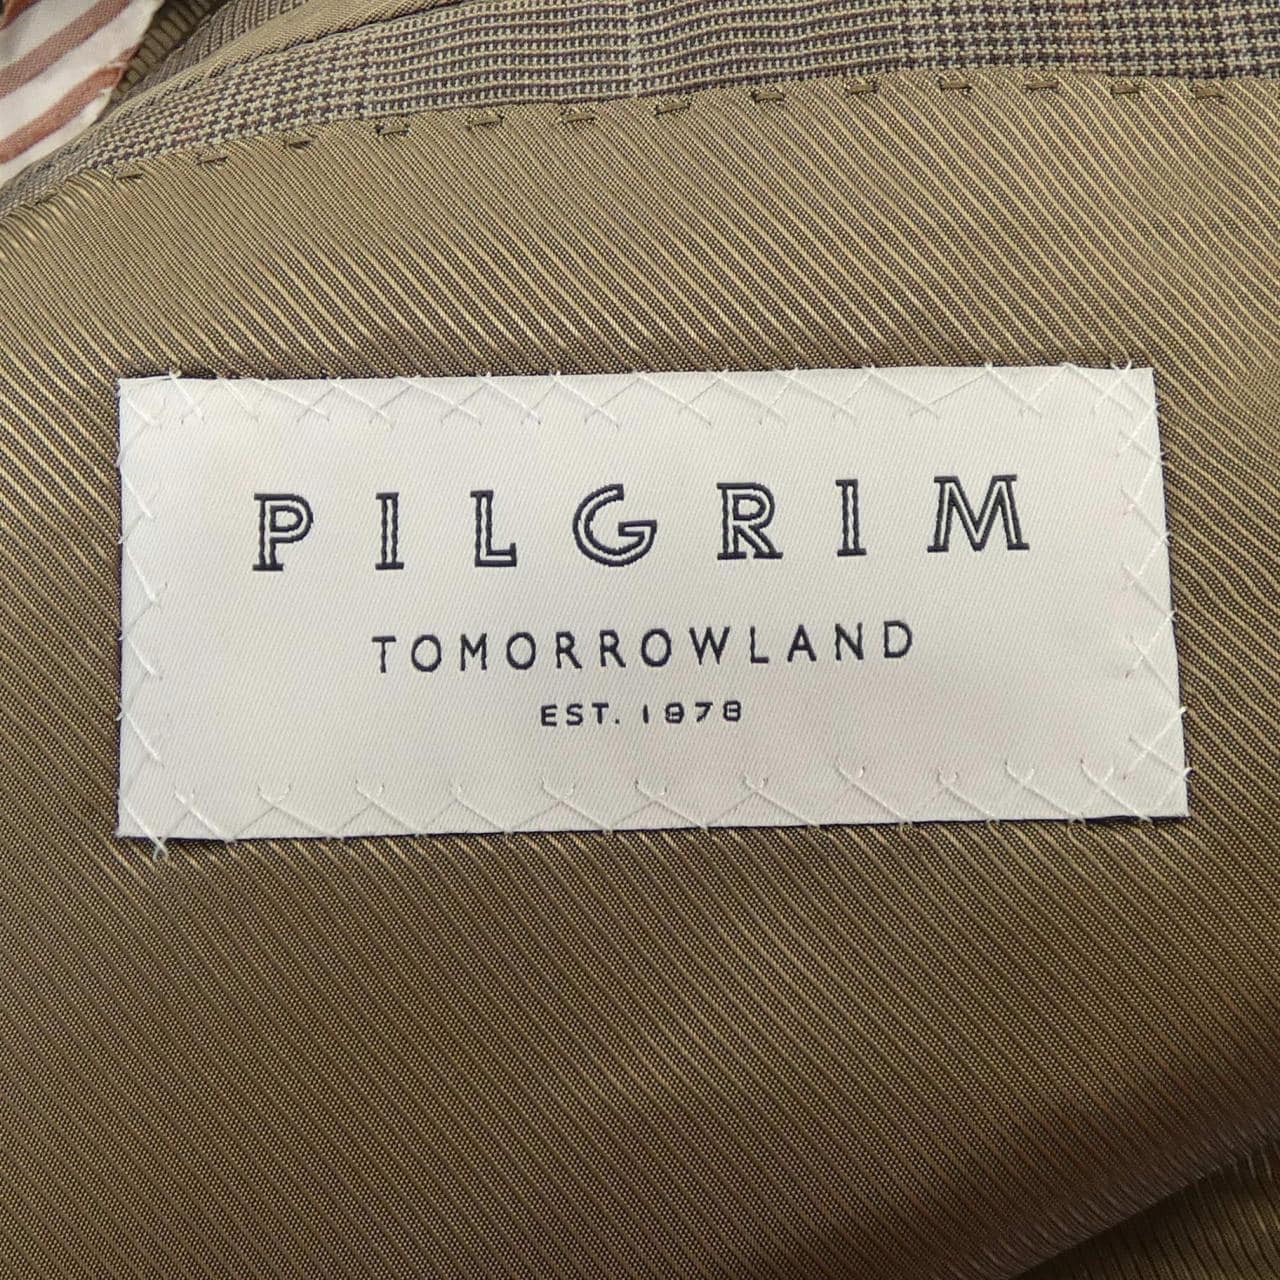 PILGRIM
TOMORROWLAND
EST. 1978